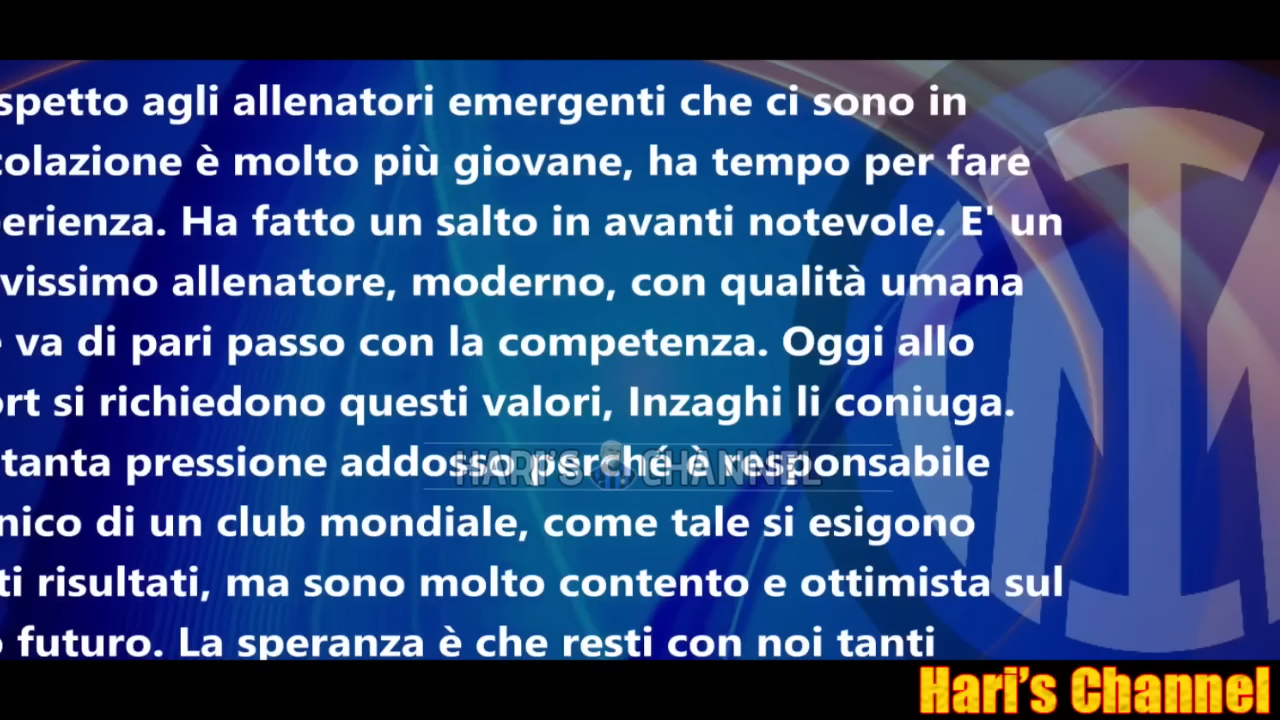 spetto agli allenatori emergenti che ci sono in
colazione è molto più giovane, ha tempo per fare
perienza. Ha fatto un salto in avanti notevole. E' un
vissimo allenatore, moderno, con qualità umana
e va di pari passo con la competenza. Oggi allo
ort si richiedono questi valori, Inzaghi li coniuga.
tanta pressione addosso perché è responsabile
HARI'S CHANNEL
nico di un club mondiale, come tale si esigono
ti risultati, ma sono molto contento e ottimista sul
o futuro. La speranza è che resti con noi tanti
Hari's Channel